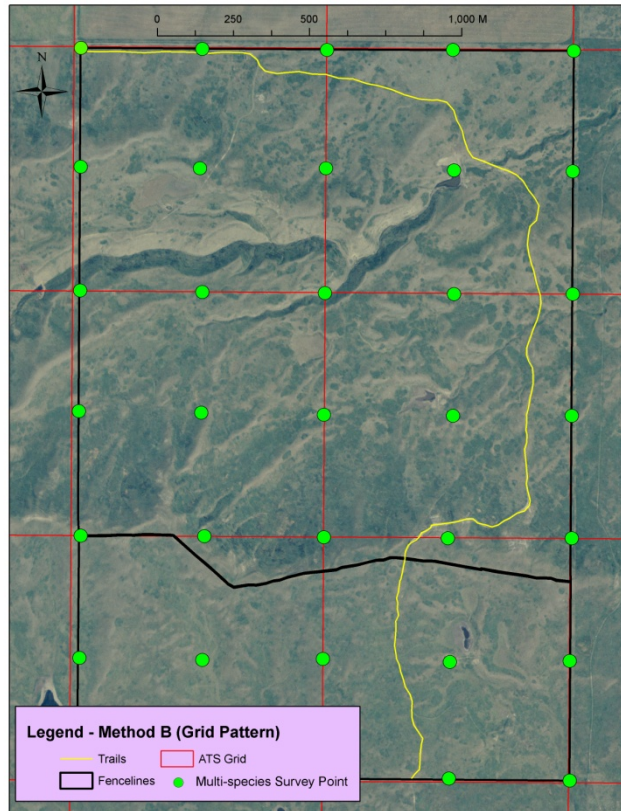 0 250 500 1,000 M
N
Legend - Method B (Grid Pattern)
Trails ATS Grid
Fencelines Multi-species Survey Point